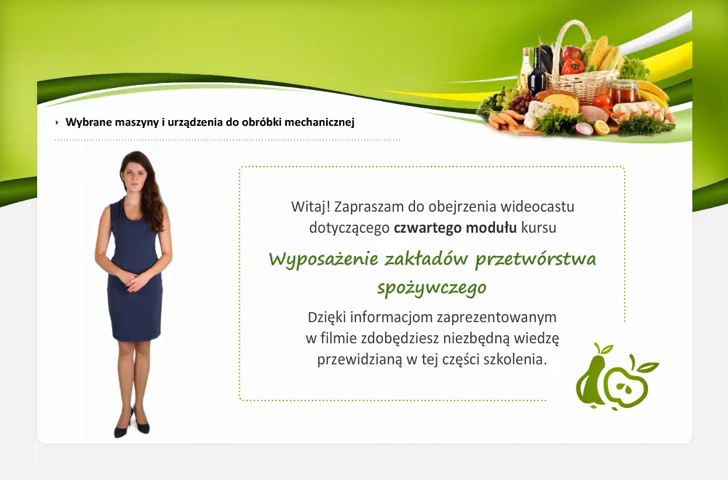 Wybrane maszyny i urządzenia do obróbki mechanicznej
Witaj! Zapraszam do obejrzenia wideocastu
dotyczącego czwartego modułu kursu
Wyposażenie zakładów przetwórstwa
spożywczego
Dzięki informacjom zaprezentowanym
w filmie zdobędziesz niezbędną wiedzę
przewidzianą w tej części szkolenia.